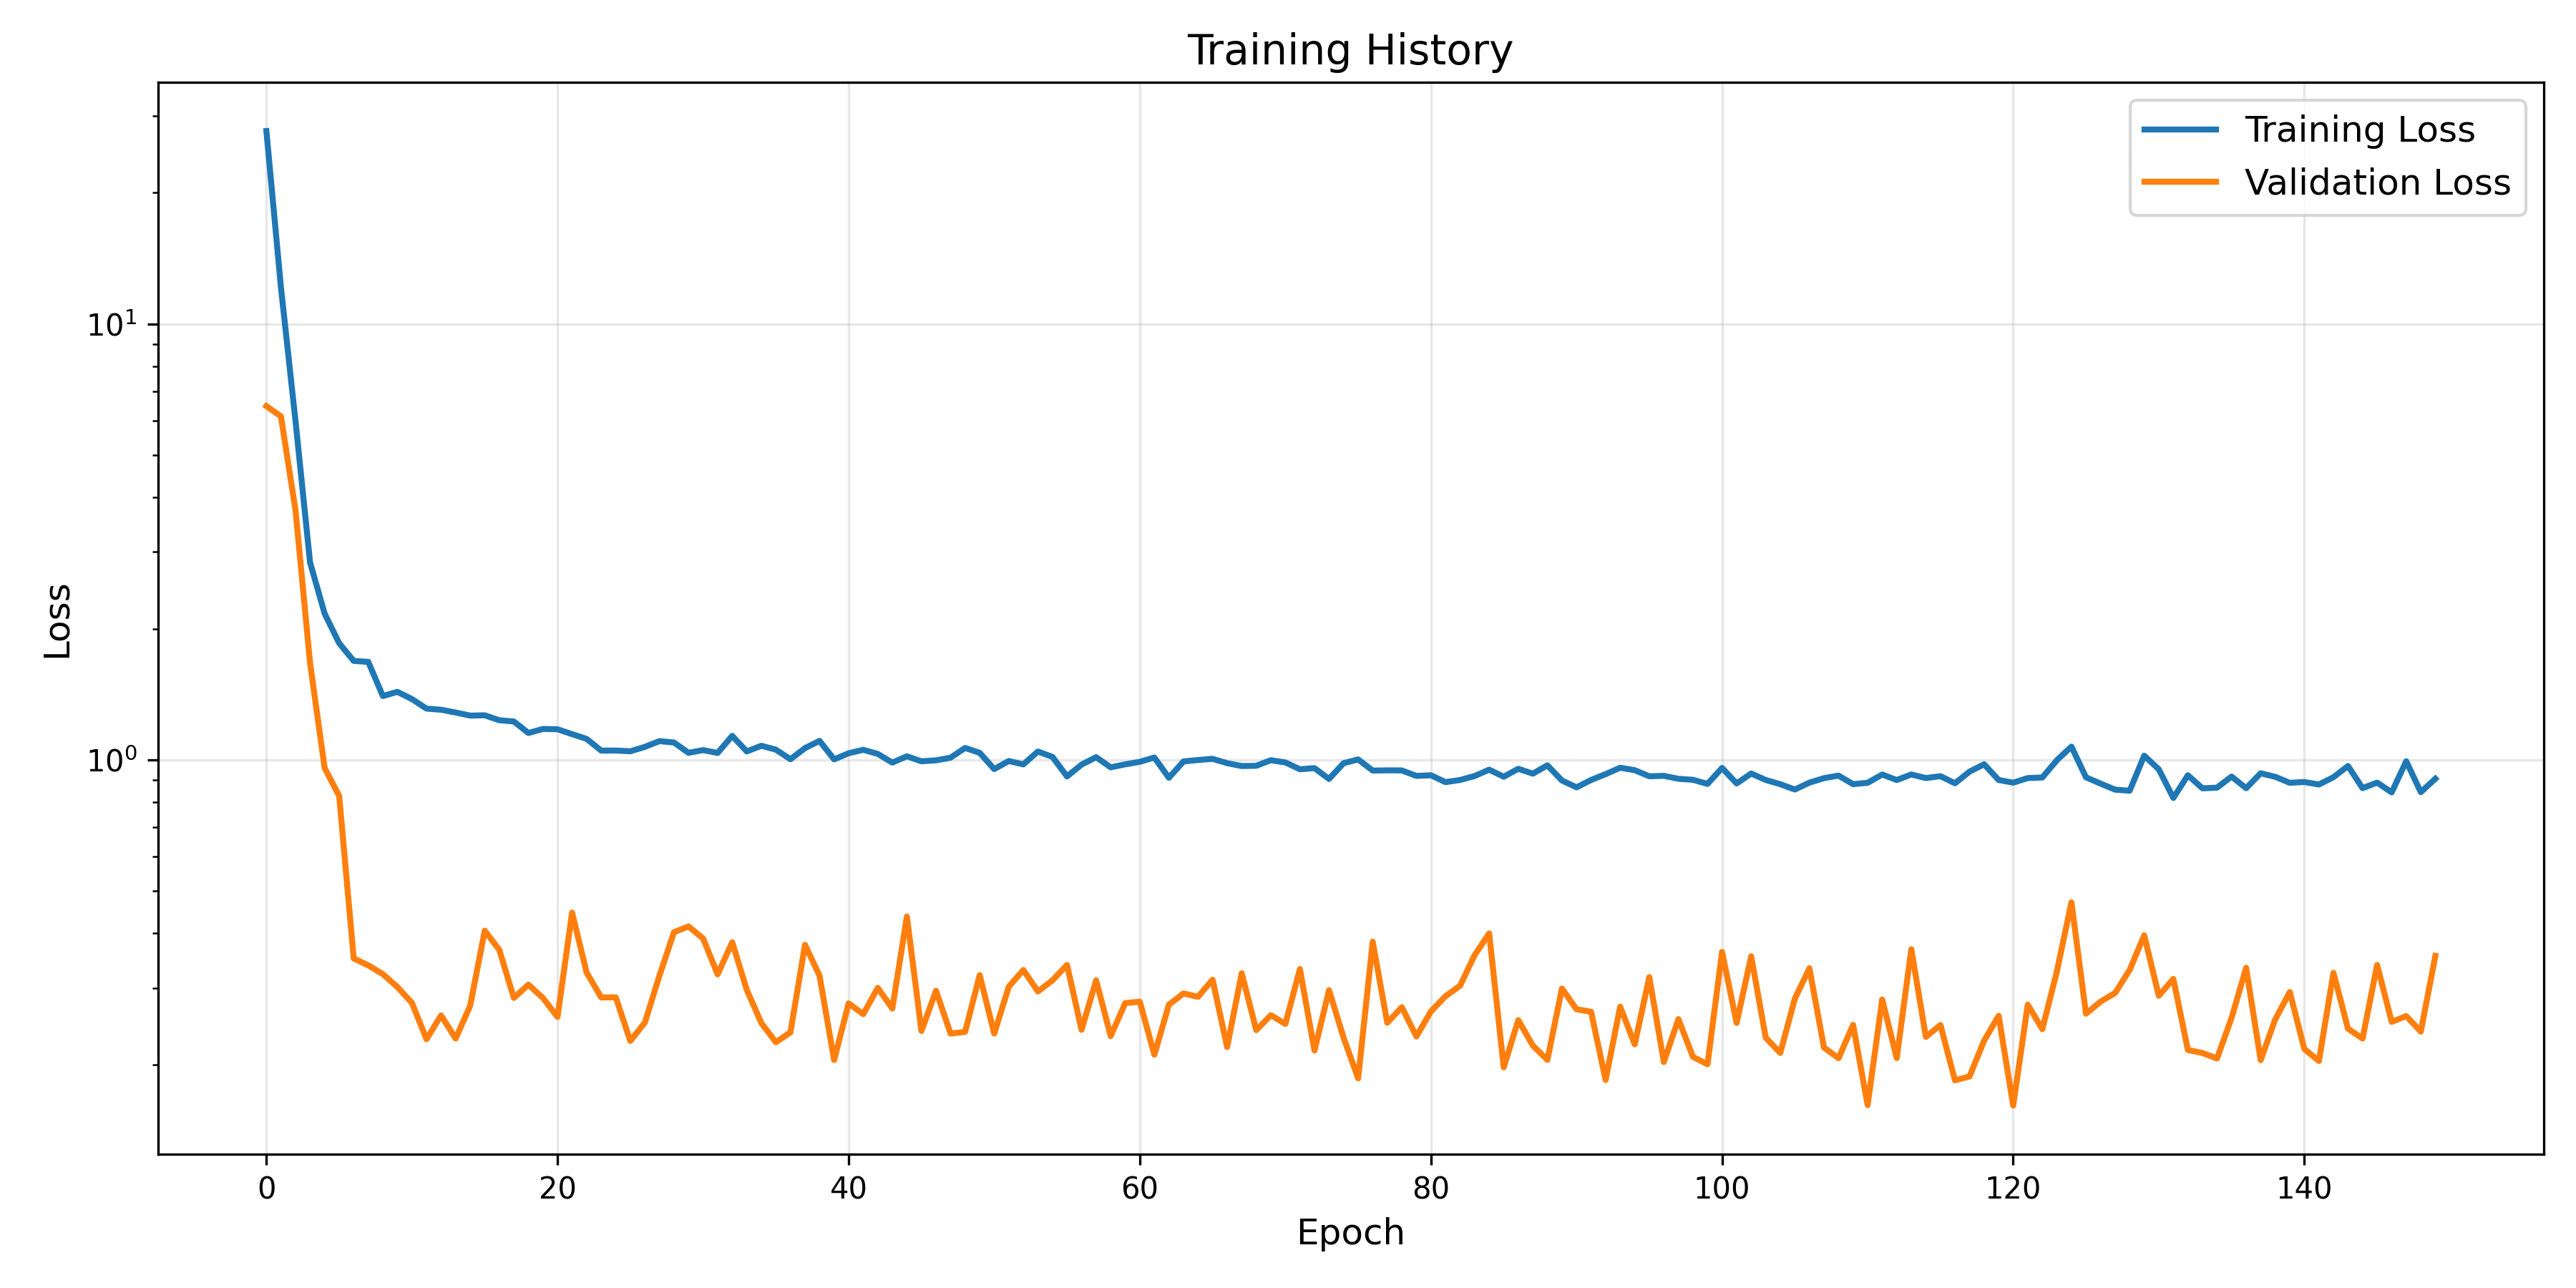 Training History
Training Loss
Validation Loss
10¹
10⁰
Loss
0 20 40 60 80 100 120 140
Epoch